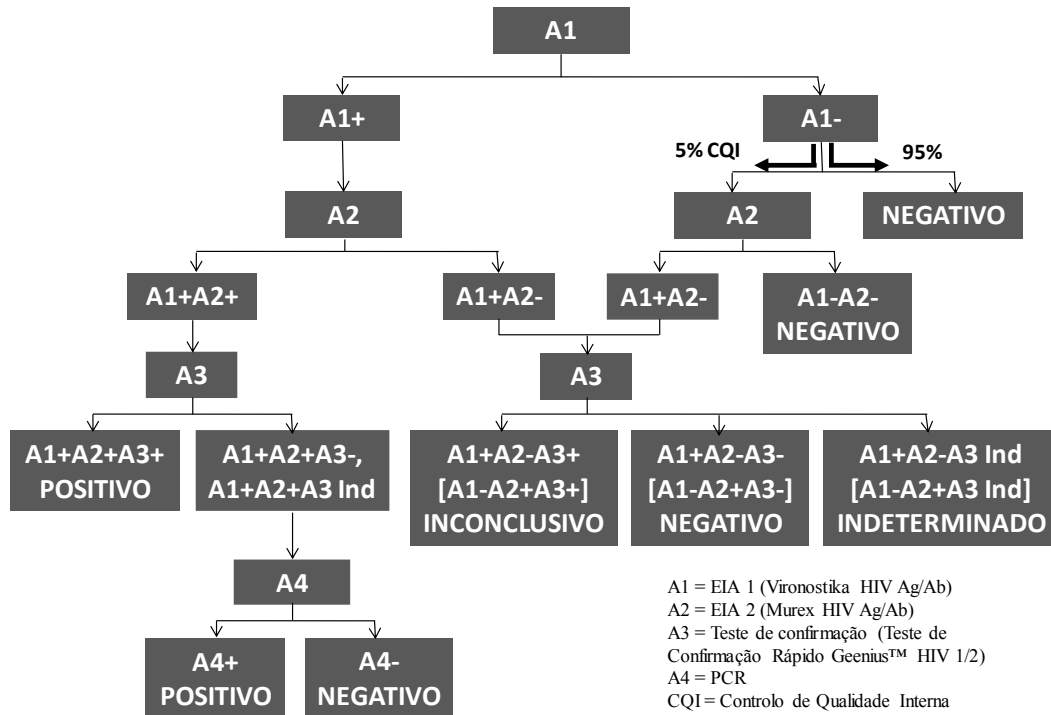 A1
A1+
A1-
5% CQI
95%
A2
A2
NEGATIVO
A1+A2+
A1+A2-
A1+A2-
A1-A2-
NEGATIVO
A3
A3
A1+A2+A3+
POSITIVO
A1+A2+A3-,
A1+A2+A3 Ind
A1+A2-A3+
[A1-A2+A3+]
INCONCLUSIVO
A1+A2-A3-
[A1-A2+A3-]
NEGATIVO
A1+A2-A3 Ind
[A1-A2+A3 Ind]
INDETERMINADO
A4
A4+
POSITIVO
A4-
NEGATIVO
A1 = EIA 1 (Vironostika HIV Ag/Ab)
A2 = EIA 2 (Murex HIV Ag/Ab)
A3 = Teste de confirmação (Teste de
Confirmação Rápido Geenius™ HIV 1/2)
A4 = PCR
CQI = Controlo de Qualidade Interna